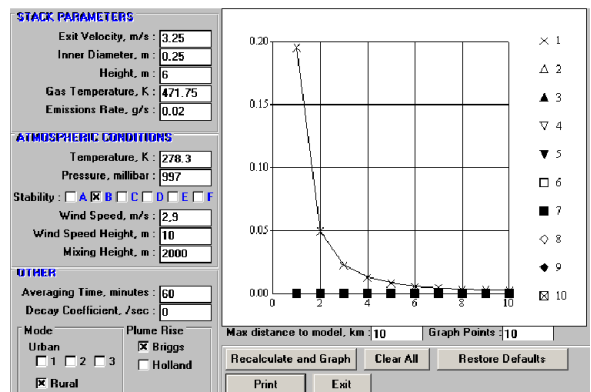 STACK PARAMETERS
Exit Velocity, m/s : 3.25
Inner Diameter, m : 0.25
Height, m : 6
Gas Temperature, K : 471.75
Emissions Rate, g/s : 0.02
ATMOSPHERIC CONDITIONS
Temperature, K : 278.3
Pressure, millibar : 997
Stability : A B C D E F
Wind Speed, m/s : 2,9
Wind Speed Height, m : 10
Mixing Height, m : 2000
OTHER
Averaging Time, minutes : 60
Decay Coefficient, /sec : 0
Mode
Urban
1 2 3
Rural
Plume Rise
Briggs
Holland
0.20
0.15
0.10
0.05
0.00
0 2 4 6 8 10
1
2
3
4
5
6
7
8
9
10
Max distance to model, km : 10 Graph Points : 10
Recalculate and Graph Clear All Restore Defaults
Print Exit